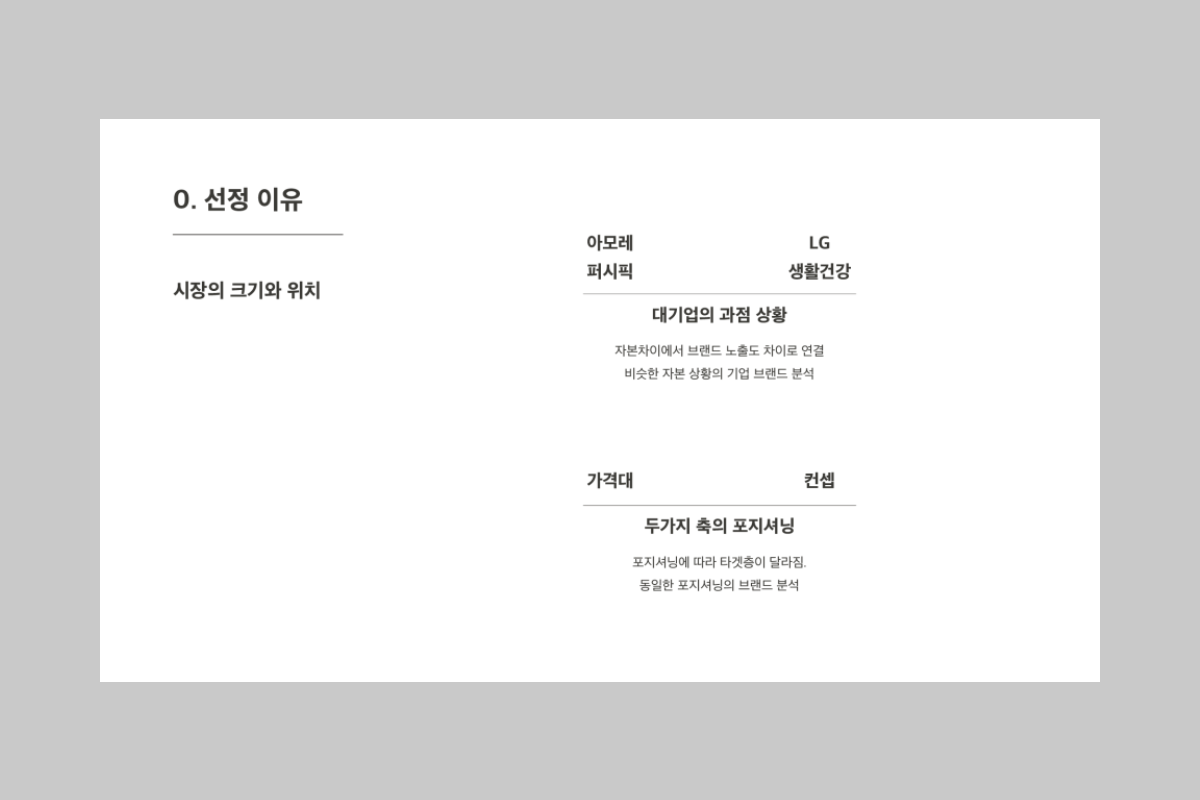 0. 선정 이유
시장의 크기와 위치
아모레 LG
퍼시픽 생활건강
대기업의 과점 상황
자본차이에서 브랜드 노출도 차이로 연결
비슷한 자본 상황의 기업 브랜드 분석
가격대 컨셉
두가지 축의 포지셔닝
포지셔닝에 따라 타겟층이 달라짐.
동일한 포지셔닝의 브랜드 분석